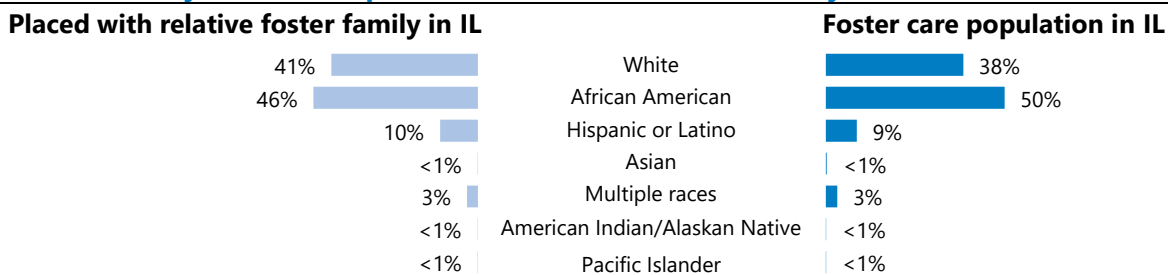 Placed with relative foster family in IL Foster care population in IL
41% White 38%
46% African American 50%
10% Hispanic or Latino 9%
<1% Asian <1%
3% Multiple races 3%
<1% American Indian/Alaskan Native <1%
<1% Pacific Islander <1%